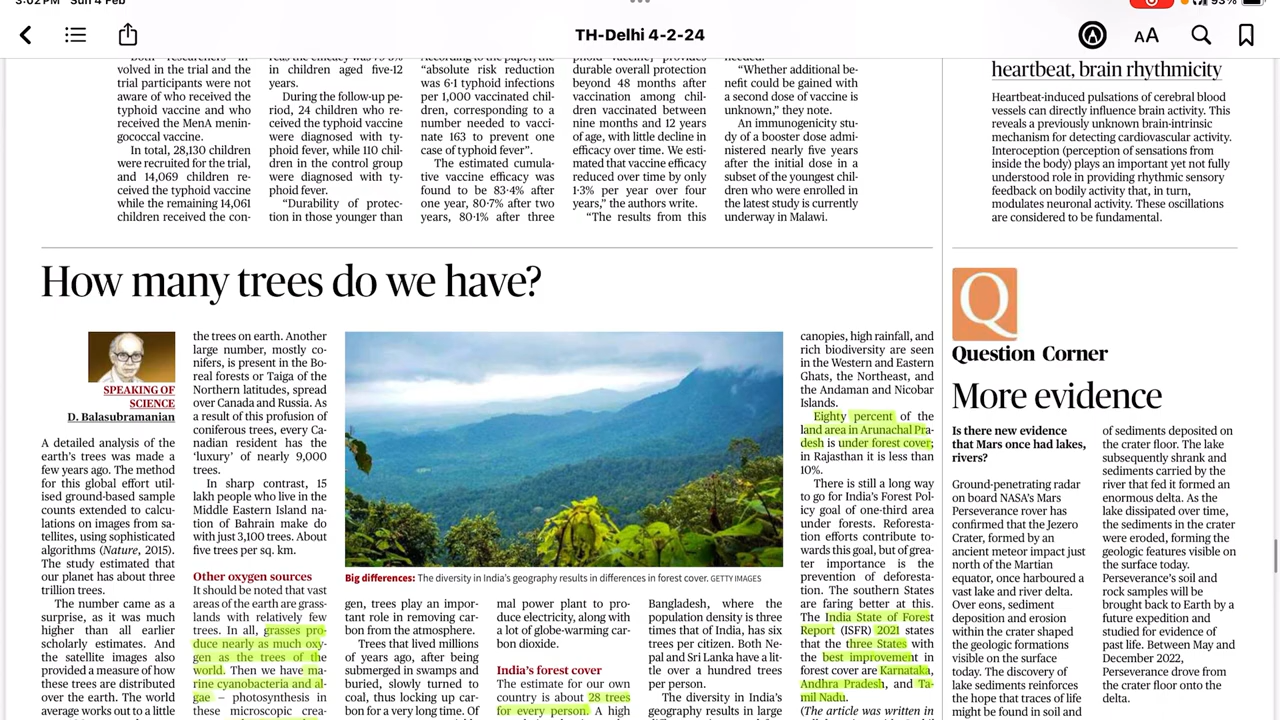 3:02 PM Sun 4 Feb
93%
TH-Delhi 4-2-24
AA
volved in the trial and the
trial participants were not
aware of who received the
typhoid vaccine and who
received the MenA menin-
gococcal vaccine.
In total, 28,130 children
were recruited for the trial,
and 14,069 children re-
ceived the typhoid vaccine
while the remaining 14,061
children received the con-
in children aged five-12
years.
During the follow-up pe-
riod, 24 children who re-
ceived the typhoid vaccine
were diagnosed with ty-
phoid fever, while 110 chil-
dren in the control group
were diagnosed with ty-
phoid fever.
“Durability of protec-
tion in those younger than
According to the paper, the
“absolute risk reduction
was 6·1 typhoid infections
per 1,000 vaccinated chil-
dren, corresponding to a
number needed to vacci-
nate 163 to prevent one
case of typhoid fever”.
The estimated cumula-
tive vaccine efficacy was
found to be 83·4% after
one year, 80·7% after two
years, 80·1% after three
phoid vaccine, provides
durable overall protection
beyond 48 months after
vaccination among chil-
dren vaccinated between
nine months and 12 years
of age, with little decline in
efficacy over time. We esti-
mated that vaccine efficacy
reduced over time by only
1·3% per year over four
years,” the authors write.
“The results from this
needed.
“Whether additional be-
nefit could be gained with
a second dose of vaccine is
unknown,” they note.
An immunogenicity stu-
dy of a booster dose admi-
nistered nearly five years
after the initial dose in a
subset of the youngest chil-
dren who were enrolled in
the latest study is currently
underway in Malawi.
heartbeat, brain rhythmicity
Heartbeat-induced pulsations of cerebral blood
vessels can directly influence brain activity. This
reveals a previously unknown brain-intrinsic
mechanism for detecting cardiovascular activity.
Interoception (perception of sensations from
inside the body) plays an important yet not fully
understood role in providing rhythmic sensory
feedback on bodily activity that, in turn,
modulates neuronal activity. These oscillations
are considered to be fundamental.
How many trees do we have?
SPEAKING OF
SCIENCE
D. Balasubramanian
A detailed analysis of the
earth's trees was made a
few years ago. The method
for this global effort util-
ised ground-based sample
counts extended to calcu-
lations on images from sa-
tellites, using sophisticated
algorithms (Nature, 2015).
The study estimated that
our planet has about three
trillion trees.
The number came as a
surprise, as it was much
higher than all earlier
scholarly estimates. And
the satellite images also
provided a measure of how
these trees are distributed
over the earth. The world
average works out to a little
the trees on earth. Another
large number, mostly co-
nifers, is present in the Bo-
real forests or Taiga of the
Northern latitudes, spread
over Canada and Russia. As
a result of this profusion of
coniferous trees, every Ca-
nadian resident has the
‘luxury’ of nearly 9,000
trees.
In sharp contrast, 15
lakh people who live in the
Middle Eastern Island na-
tion of Bahrain make do
with just 3,100 trees. About
five trees per sq. km.
Other oxygen sources
It should be noted that vast
areas of the earth are grass-
lands with relatively few
trees. In all, grasses pro-
duce nearly as much oxy-
gen as the trees of the
world. Then we have ma-
rine cyanobacteria and al-
gae – photosynthesis in
these microscopic crea-
Big differences: The diversity in India's geography results in differences in forest cover. GETTY IMAGES
gen, trees play an impor-
tant role in removing car-
bon from the atmosphere.
Trees that lived millions
of years ago, after being
submerged in swamps and
buried, slowly turned to
coal, thus locking up car-
bon for a very long time. Of
mal power plant to pro-
duce electricity, along with
a lot of globe-warming car-
bon dioxide.
India's forest cover
The estimate for our own
country is about 28 trees
for every person. A high
Bangladesh, where the
population density is three
times that of India, has six
trees per citizen. Both Ne-
pal and Sri Lanka have a lit-
tle over a hundred trees
per person.
The diversity in India's
geography results in large
canopies, high rainfall, and
rich biodiversity are seen
in the Western and Eastern
Ghats, the Northeast, and
the Andaman and Nicobar
Islands.
Eighty percent of the
land area in Arunachal Pra-
desh is under forest cover;
in Rajasthan it is less than
10%.
There is still a long way
to go for India's Forest Pol-
icy goal of one-third area
under forests. Reforesta-
tion efforts contribute to-
wards this goal, but of grea-
ter importance is the
prevention of deforesta-
tion. The southern States
are faring better at this.
The India State of Forest
Report (ISFR) 2021 states
that the three States with
the best improvement in
forest cover are Karnataka,
Andhra Pradesh, and Ta-
mil Nadu.
(The article was written in
Q
Question Corner
More evidence
Is there new evidence
that Mars once had lakes,
rivers?
Ground-penetrating radar
on board NASA's Mars
Perseverance rover has
confirmed that the Jezero
Crater, formed by an
ancient meteor impact just
north of the Martian
equator, once harboured a
vast lake and river delta.
Over eons, sediment
deposition and erosion
within the crater shaped
the geologic formations
visible on the surface
today. The discovery of
lake sediments reinforces
the hope that traces of life
might be found in soil and
of sediments deposited on
the crater floor. The lake
subsequently shrank and
sediments carried by the
river that fed it formed an
enormous delta. As the
lake dissipated over time,
the sediments in the crater
were eroded, forming the
geologic features visible on
the surface today.
Perseverance's soil and
rock samples will be
brought back to Earth by a
future expedition and
studied for evidence of
past life. Between May and
December 2022,
Perseverance drove from
the crater floor onto the
delta.